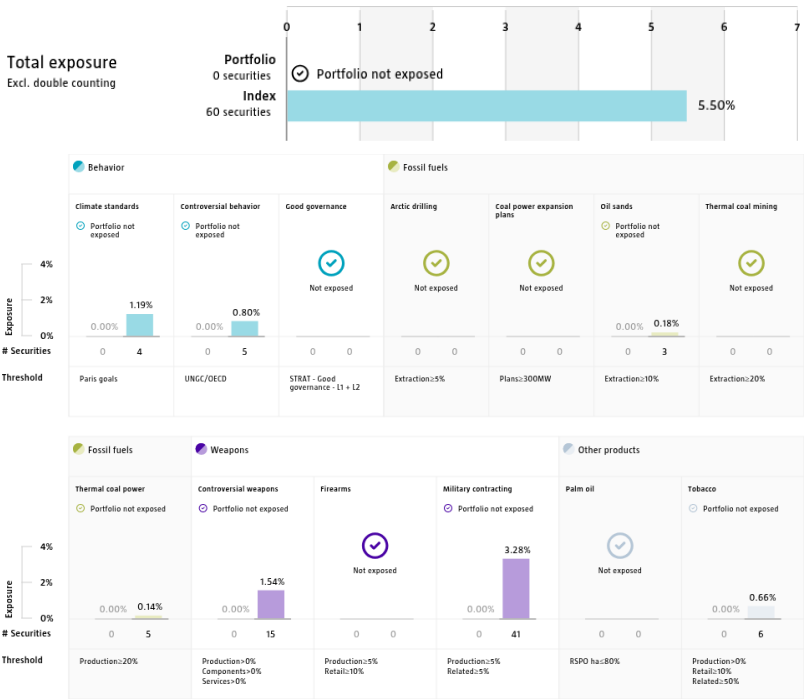 0 1 2 3 4 5 6 7
Total exposure
Excl. double counting
Portfolio
0 securities
Portfolio not exposed
Index
60 securities
5.50%
Behavior
Fossil fuels
Climate standards
Controversial behavior
Good governance
Arctic drilling
Coal power expansion
plans
Oil sands
Thermal coal mining
Portfolio not
exposed
Portfolio not
exposed
Portfolio not
exposed
Not exposed
Not exposed
Not exposed
Not exposed
Exposure
4%
2%
0%
0.00% 1.19%
0.00% 0.80%
0.00% 0.18%
# Securities 0 4 0 5 0 0 0 0 0 0 0 3 0 0
Threshold
Paris goals
UNGC/OECD
STRAT - Good
governance - L1 + L2
Extraction≥5%
Plans≥300MW
Extraction≥10%
Extraction≥20%
Fossil fuels
Weapons
Other products
Thermal coal power
Controversial weapons
Firearms
Military contracting
Palm oil
Tobacco
Portfolio not exposed
Portfolio not exposed
Portfolio not exposed
Portfolio not exposed
Not exposed
Not exposed
Exposure
4%
2%
0%
0.00% 0.14%
0.00% 1.54%
0.00% 3.28%
0.00% 0.66%
# Securities 0 5 0 15 0 0 0 41 0 0 0 6
Threshold
Production≥20%
Production>0%
Components>0%
Services>0%
Production≥5%
Retail≥10%
Production≥5%
Related≥5%
RSPO ha≤80%
Production>0%
Retail≥10%
Related≥50%